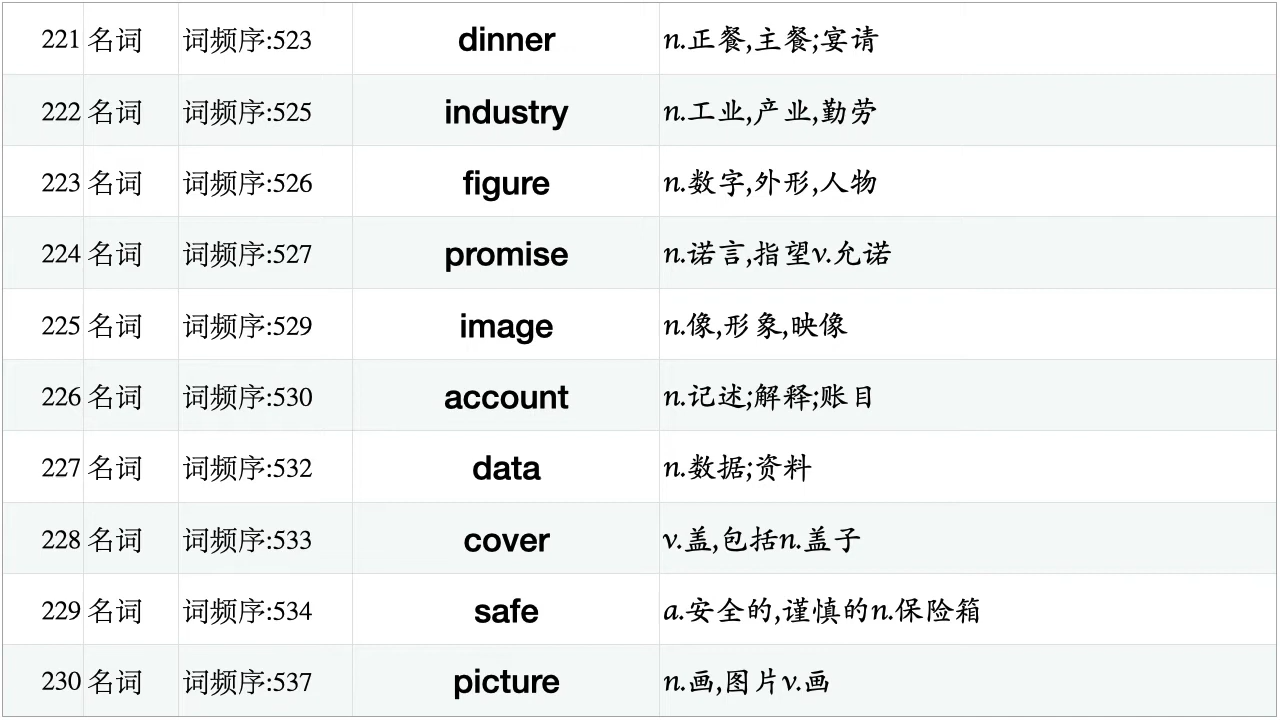 221 名词 词频序:523 dinner n.正餐,主餐;宴请
222 名词 词频序:525 industry n.工业,产业,勤劳
223 名词 词频序:526 figure n.数字,外形,人物
224 名词 词频序:527 promise n.诺言,指望v.允诺
225 名词 词频序:529 image n.像,形象,映像
226 名词 词频序:530 account n.记述;解释;账目
227 名词 词频序:532 data n.数据;资料
228 名词 词频序:533 cover v.盖,包括n.盖子
229 名词 词频序:534 safe a.安全的,谨慎的n.保险箱
230 名词 词频序:537 picture n.画,图片v.画